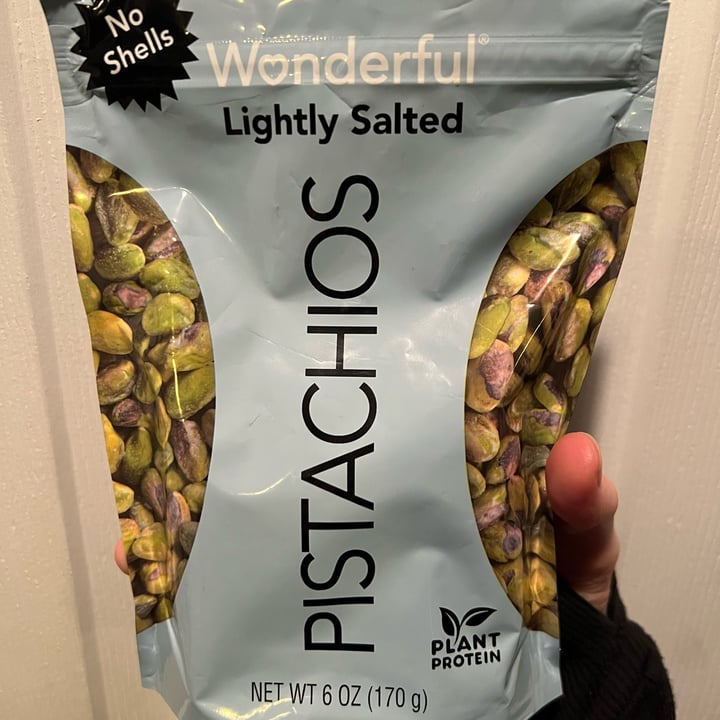 No
Shells
Wonderful®
Lightly Salted
PISTACHIOS
PLANT
PROTEIN
NET WT 6 OZ (170 g)